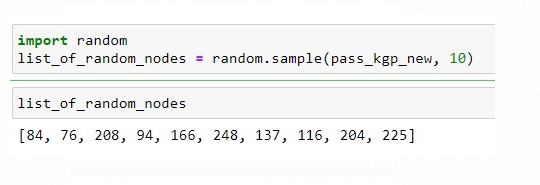 import random
list_of_random_nodes = random.sample(pass_kgp_new, 10)
list_of_random_nodes
[84, 76, 208, 94, 166, 248, 137, 116, 204, 225]